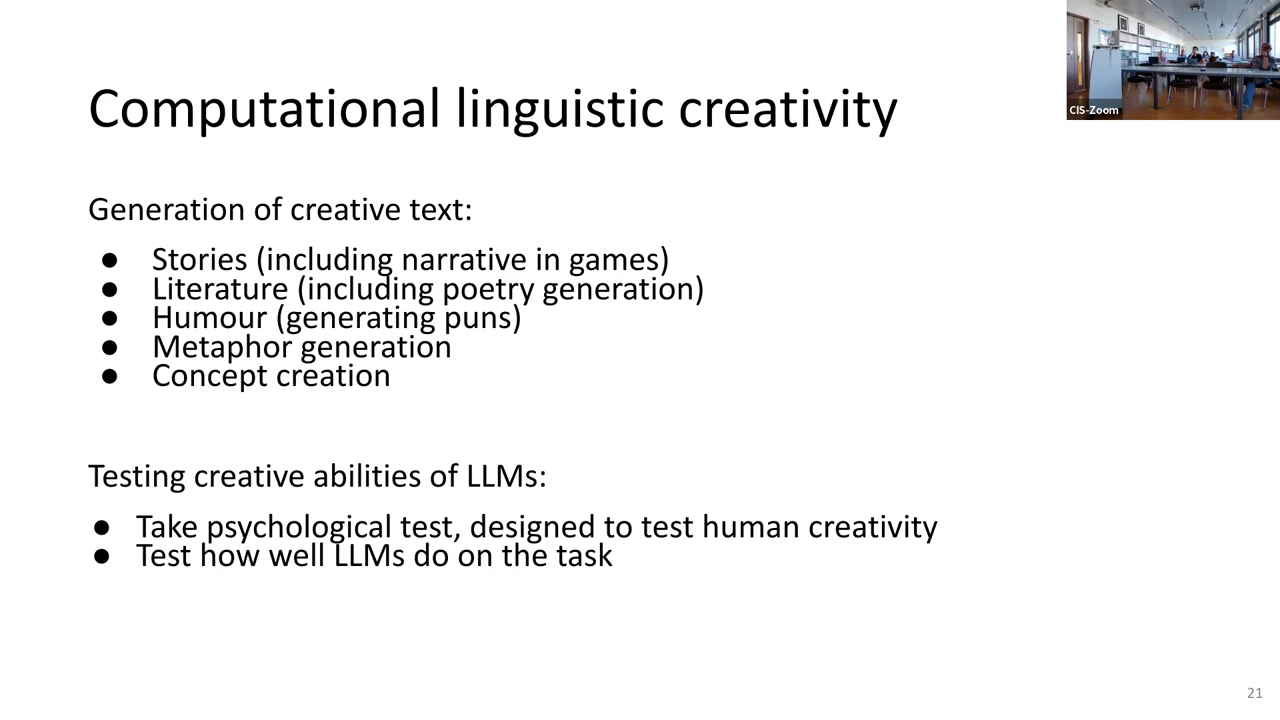 CIS-Zoom
Computational linguistic creativity
Generation of creative text:
● Stories (including narrative in games)
● Literature (including poetry generation)
● Humour (generating puns)
● Metaphor generation
● Concept creation
Testing creative abilities of LLMs:
● Take psychological test, designed to test human creativity
● Test how well LLMs do on the task
21